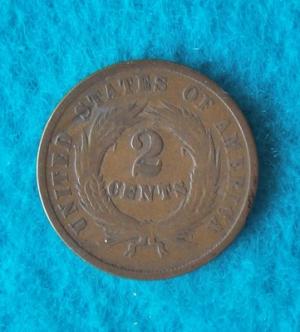 UNITED STATES OF AMERICA
2
CENTS